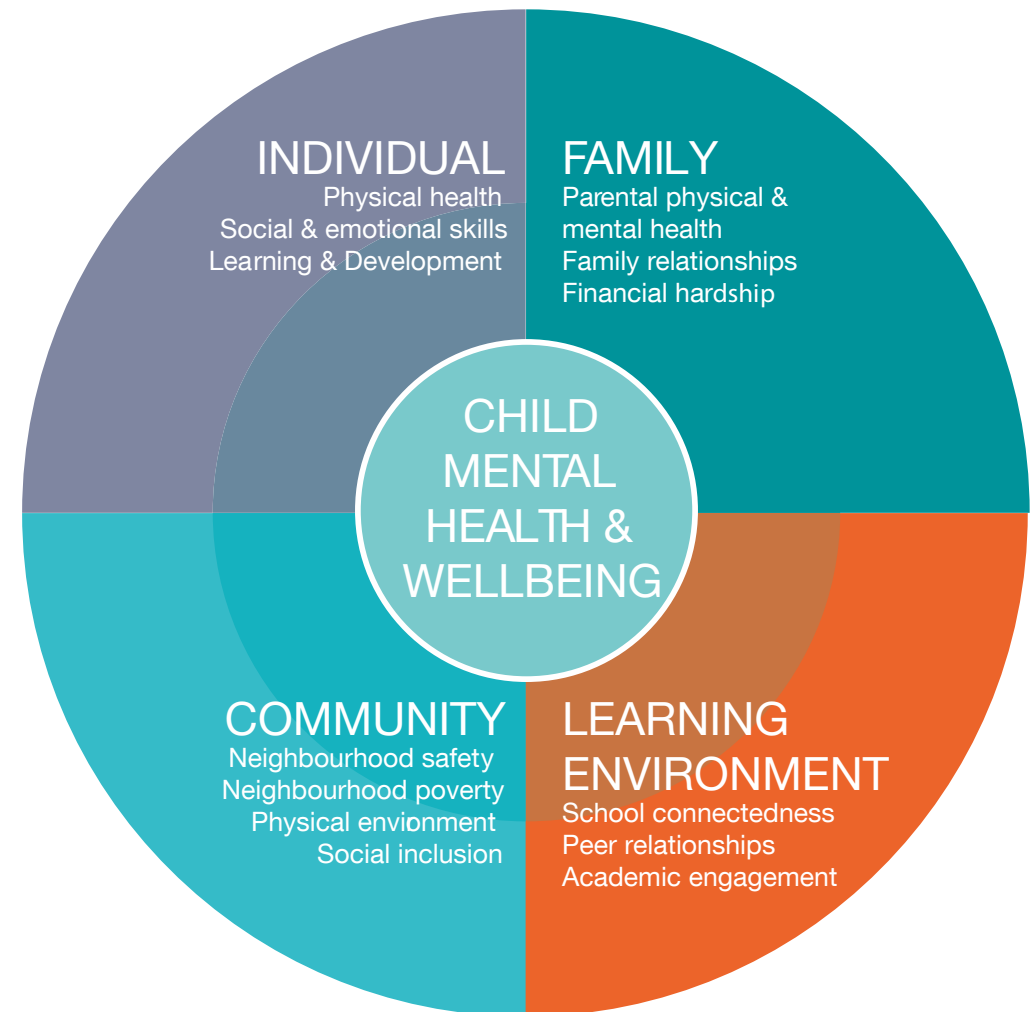 INDIVIDUAL
Physical health
Social & emotional skills
Learning & Development
FAMILY
Parental physical &
mental health
Family relationships
Financial hardship
CHILD
MENTAL
HEALTH &
WELLBEING
COMMUNITY
Neighbourhood safety
Neighbourhood poverty
Physical environment
Social inclusion
LEARNING
ENVIRONMENT
School connectedness
Peer relationships
Academic engagement